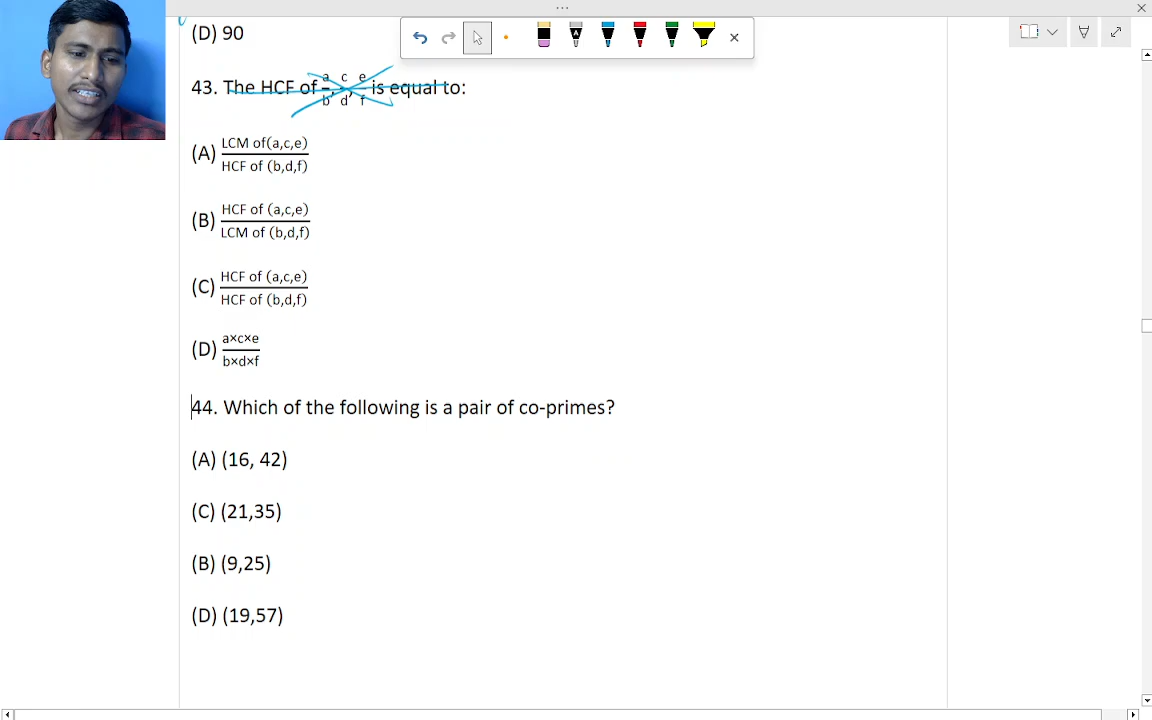 (D) 90
43. The HCF of a/b, c/d, e/f is equal to:
(A) LCM of(a,c,e)
HCF of (b,d,f)
(B) HCF of (a,c,e)
LCM of (b,d,f)
(C) HCF of (a,c,e)
HCF of (b,d,f)
(D) a×c×e
b×d×f
44. Which of the following is a pair of co-primes?
(A) (16, 42)
(C) (21,35)
(B) (9,25)
(D) (19,57)